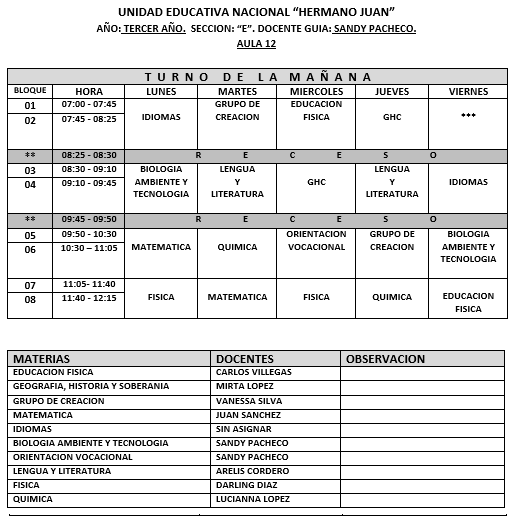 UNIDAD EDUCATIVA NACIONAL “HERMANO JUAN”
AÑO: TERCER AÑO. SECCION: “E”. DOCENTE GUIA: SANDY PACHECO.
AULA 12
TURNO DE LA MAÑANA
BLOQUE HORA LUNES MARTES MIERCOLES JUEVES VIERNES
01 07:00 - 07:45 GRUPO DE EDUCACION
02 07:45 - 08:25 IDIOMAS CREACION FISICA GHC ***
** 08:25 - 08:30 R E C E S O
03 08:30 - 09:10 BIOLOGIA LENGUA LENGUA
04 09:10 - 09:45 AMBIENTE Y Y GHC Y IDIOMAS
TECNOLOGIA LITERATURA LITERATURA
** 09:45 - 09:50 R E C E S O
05 09:50 - 10:30 ORIENTACION GRUPO DE BIOLOGIA
06 10:30 – 11:05 MATEMATICA QUIMICA VOCACIONAL CREACION AMBIENTE Y
TECNOLOGIA
07 11:05- 11:40
08 11:40 - 12:15 FISICA MATEMATICA FISICA QUIMICA EDUCACION
FISICA
MATERIAS DOCENTES OBSERVACION
EDUCACION FISICA CARLOS VILLEGAS
GEOGRAFIA, HISTORIA Y SOBERANIA MIRTA LOPEZ
GRUPO DE CREACION VANESSA SILVA
MATEMATICA JUAN SANCHEZ
IDIOMAS SIN ASIGNAR
BIOLOGIA AMBIENTE Y TECNOLOGIA SANDY PACHECO
ORIENTACION VOCACIONAL SANDY PACHECO
LENGUA Y LITERATURA ARELIS CORDERO
FISICA DARLING DIAZ
QUIMICA LUCIANNA LOPEZ